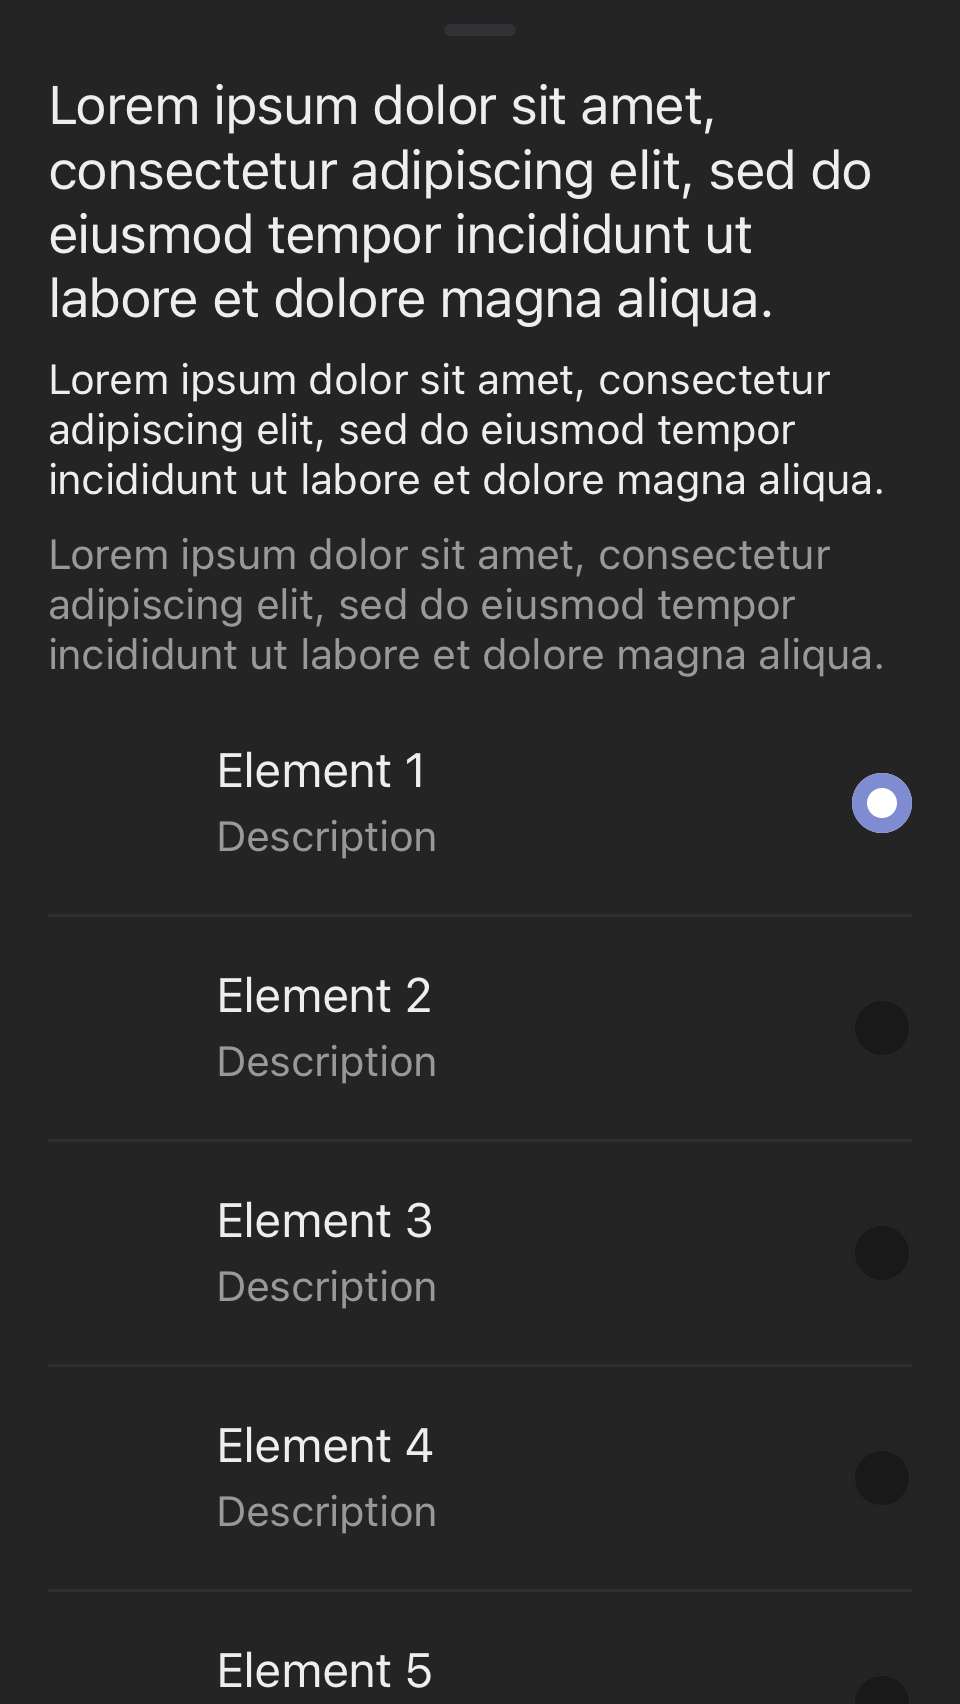 Lorem ipsum dolor sit amet,
consectetur adipiscing elit, sed do
eiusmod tempor incididunt ut
labore et dolore magna aliqua.
Lorem ipsum dolor sit amet, consectetur
adipiscing elit, sed do eiusmod tempor
incididunt ut labore et dolore magna aliqua.
Lorem ipsum dolor sit amet, consectetur
adipiscing elit, sed do eiusmod tempor
incididunt ut labore et dolore magna aliqua.
Element 1
Description
Element 2
Description
Element 3
Description
Element 4
Description
Element 5